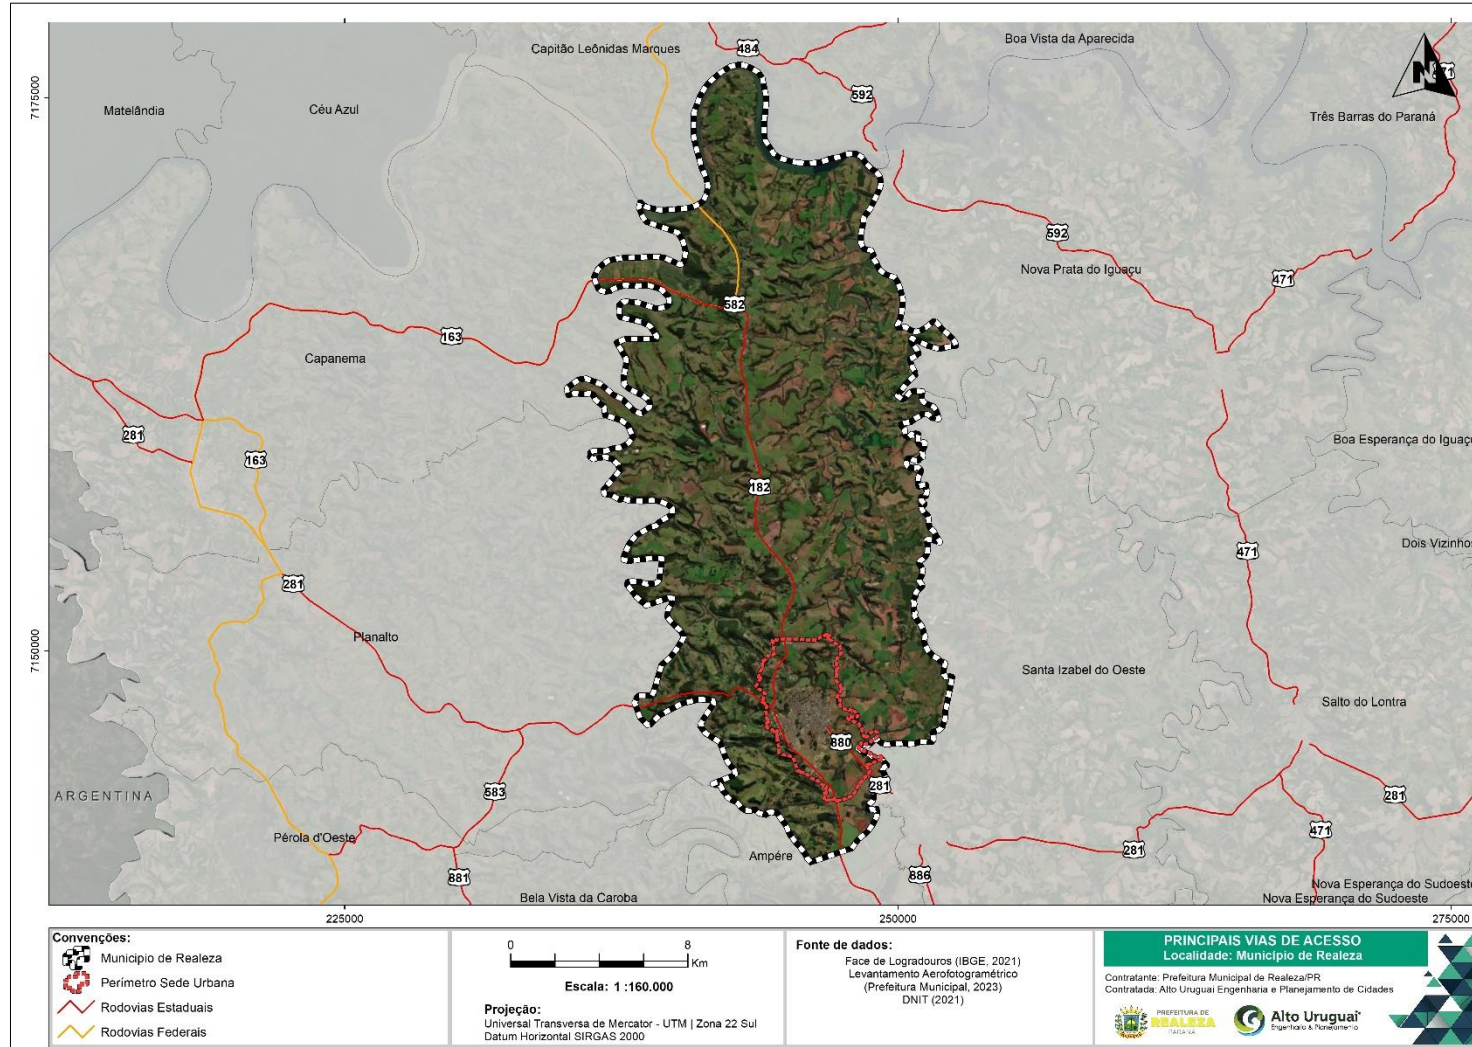 Capitão Leônidas Marques
484
Boa Vista da Aparecida
N
471
592
7175000
Matelândia
Céu Azul
Três Barras do Paraná
592
Nova Prata do Iguaçu
471
582
163
Capanema
281
163
Boa Esperança do Iguaçu
182
471
Dois Vizinhos
281
Planalto
7150000
Santa Izabel do Oeste
Salto do Lontra
880
281
583
281
ARGENTINA
Pérola d'Oeste
471
Ampére
281
881
886
Nova Esperança do Sudoeste
Bela Vista da Caroba
Nova Esperança do Sudoeste
225000
250000
275000
Convenções:
Municipio de Realeza
Perímetro Sede Urbana
Rodovias Estaduais
Rodovias Federais
0 8
Km
Escala: 1 :160.000
Projeção:
Universal Transversa de Mercator - UTM | Zona 22 Sul
Datum Horizontal SIRGAS 2000
Fonte de dados:
Face de Logradouros (IBGE, 2021)
Levantamento Aerofotogramétrico
(Prefeitura Municipal, 2023)
DNIT (2021)
PRINCIPAIS VIAS DE ACESSO
Localidade: Município de Realeza
Contratante: Prefeitura Municipal de Realeza/PR
Contratada: Alto Uruguai Engenharia e Planejamento de Cidades
PREFEITURA DE
REALEZA
PARANÁ
Alto Uruguai
Engenharia & Planejamento